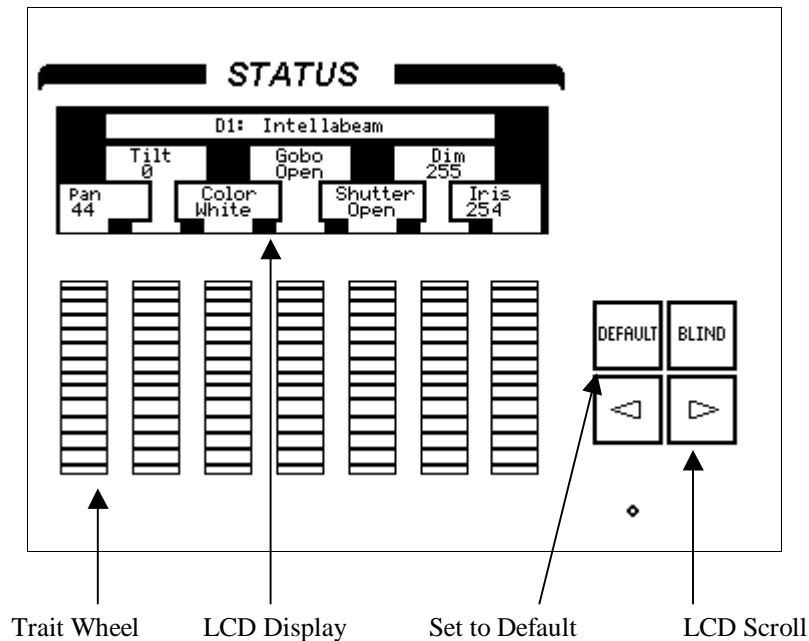 STATUS
D1: Intellabeam
Tilt Gobo Dim
0 Open 255
Pan Color Shutter Iris
44 White Open 254
DEFAULT BLIND
Trait Wheel LCD Display Set to Default LCD Scroll